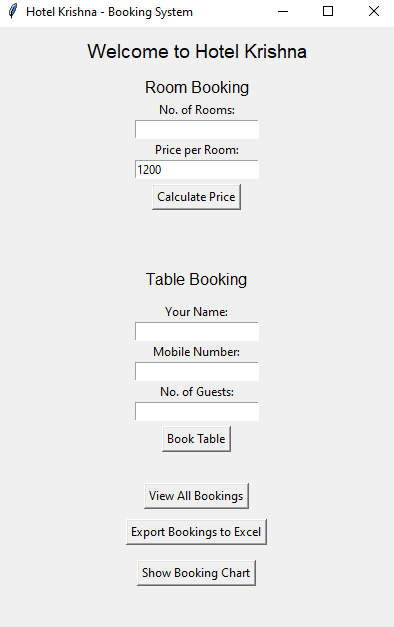 Hotel Krishna - Booking System
Welcome to Hotel Krishna
Room Booking
No. of Rooms:
Price per Room:
1200
Calculate Price
Table Booking
Your Name:
Mobile Number:
No. of Guests:
Book Table
View All Bookings
Export Bookings to Excel
Show Booking Chart